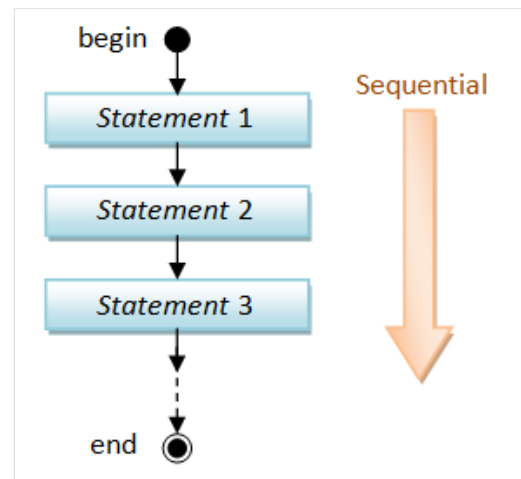 begin
Sequential
Statement 1
Statement 2
Statement 3
end